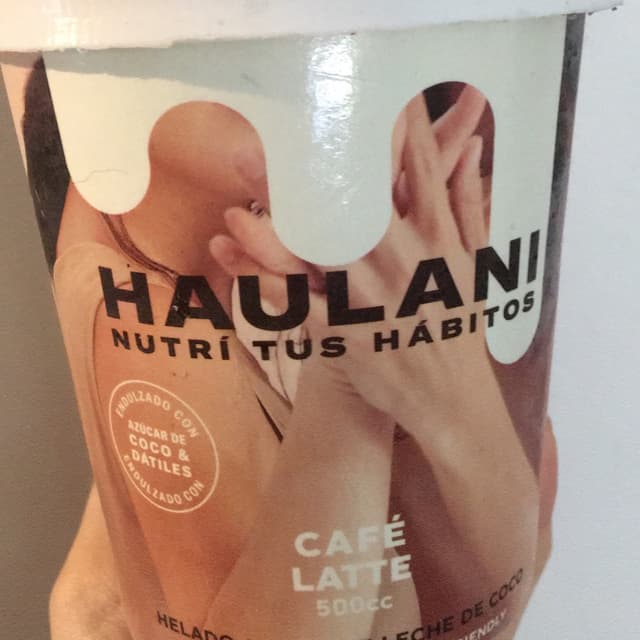 HAULANI
NUTRÍ TUS HÁBITOS
ENDULZADO CON
AZÚCAR DE
COCO &
DÁTILES
ENDULZADO CON
CAFÉ
LATTE
500cc
HELADO LECHE DE COCO